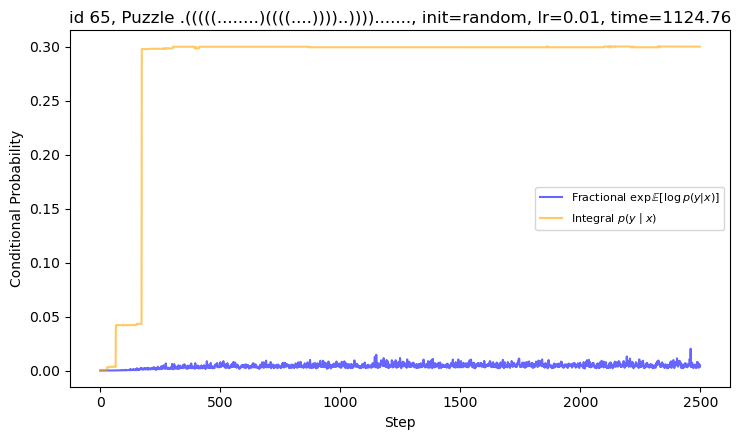 id 65, Puzzle .(((((........)((((....))))..))))......., init=random, lr=0.01, time=1124.76
Conditional Probability
0.30
0.25
0.20
0.15
0.10
0.05
0.00
Fractional exp𝔼[log p(y|x)]
Integral p(y | x)
0
500
1000
1500
2000
2500
Step